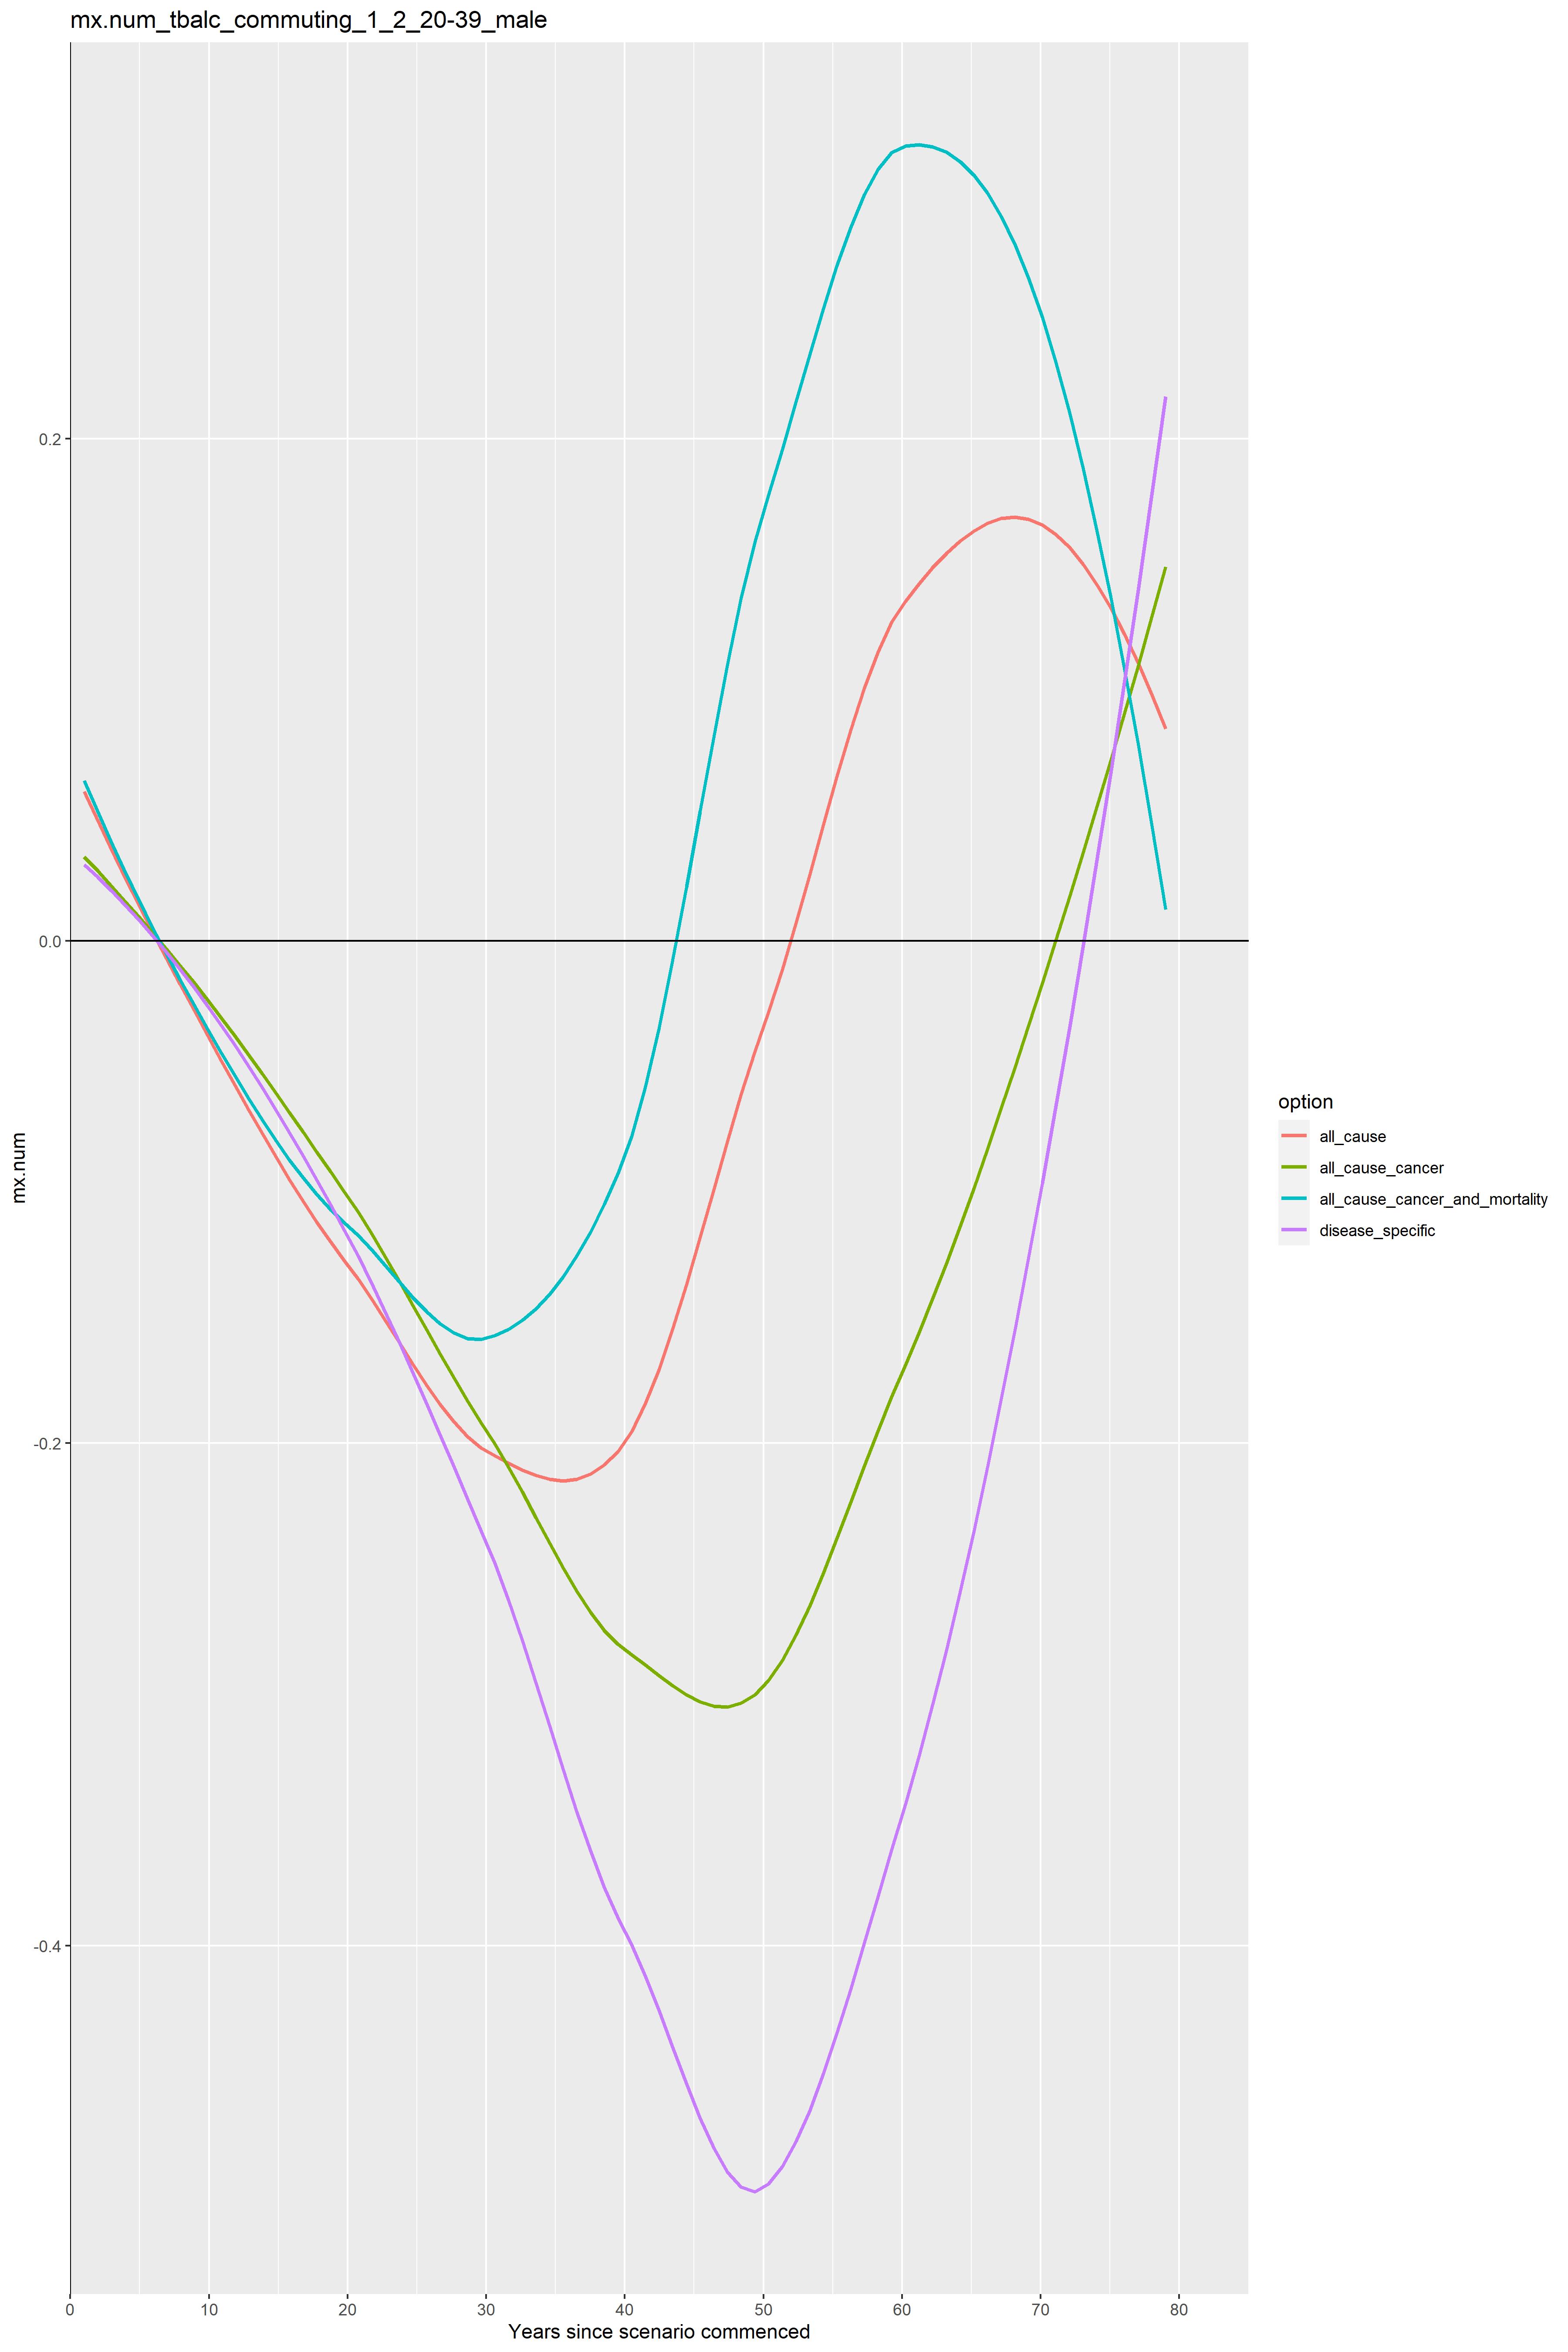 mx.num_tbalc_commuting_1_2_20-39_male
mx.num
0.2
0.0
-0.2
-0.4
0 10 20 30 40 50 60 70 80
Years since scenario commenced
option
all_cause
all_cause_cancer
all_cause_cancer_and_mortality
disease_specific